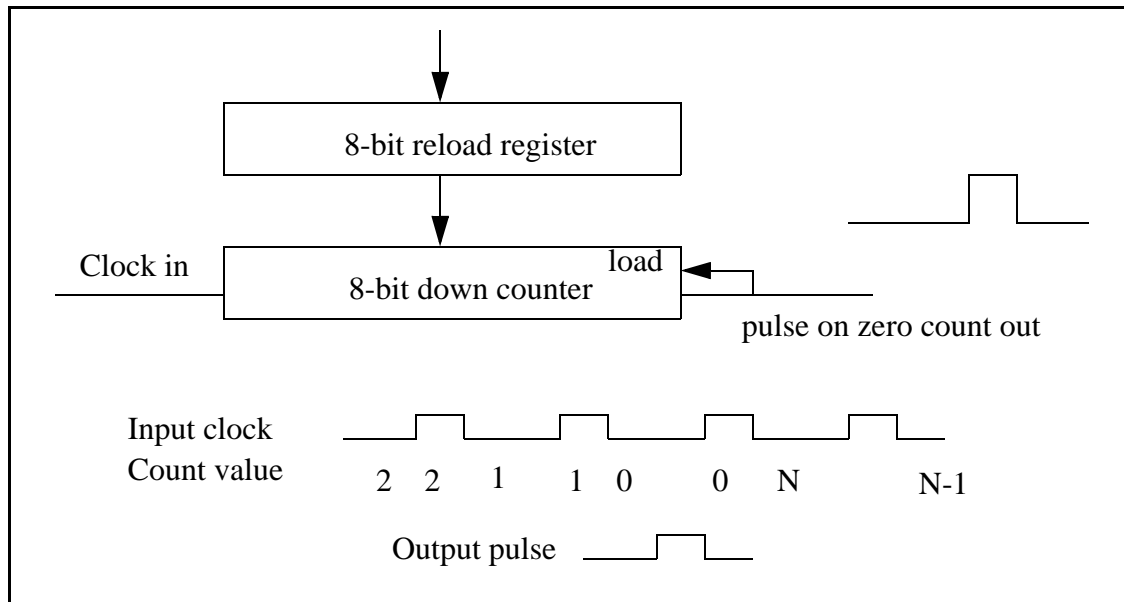 8-bit reload register
Clock in
load
8-bit down counter
pulse on zero count out
Input clock
Count value
2 2 1 1 0 0 N N-1
Output pulse